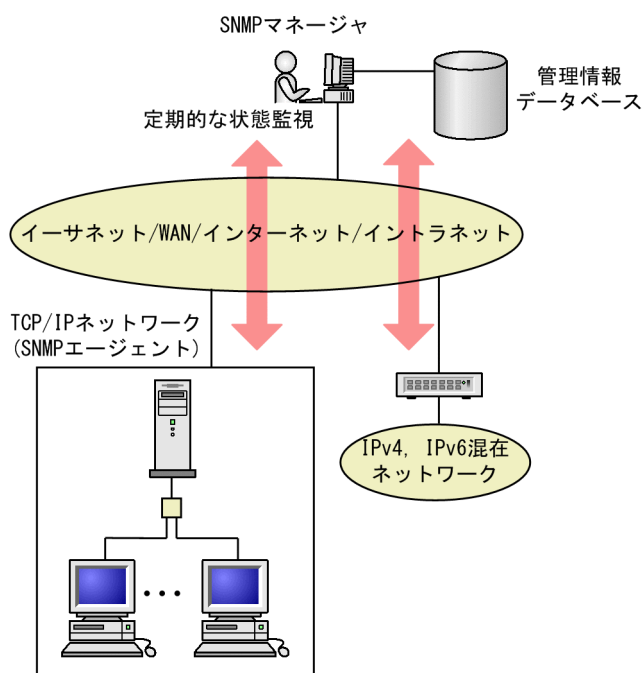 SNMPマネージャ
管理情報
データベース
定期的な状態監視
イーサネット/WAN/インターネット/イントラネット
TCP/IPネットワーク
(SNMPエージェント)
IPv4, IPv6混在
ネットワーク